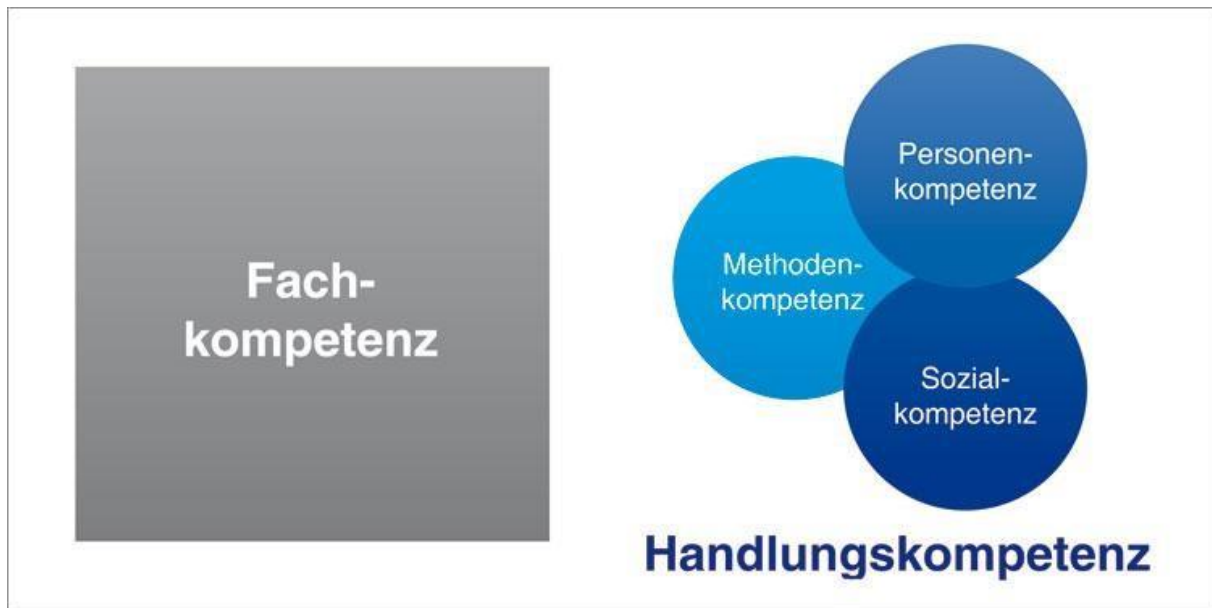 Fach-
kompetenz
Personen-
kompetenz
Methoden-
kompetenz
Sozial-
kompetenz
Handlungskompetenz